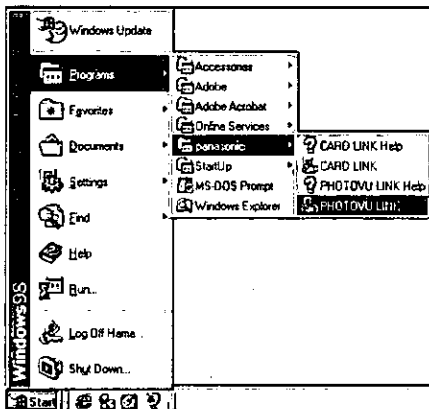 Windows Update
Programs
Favorites
Documents
Settings
Find
Help
Run...
Log Off Hama...
Shut Down...
Windows98
Start
Accessories
Adobe
Adobe Acrobat
Online Services
panasonic
StartUp
MS-DOS Prompt
Windows Explorer
CARD LINK Help
CARD LINK
PHOTOVU LINK Help
PHOTOVU LINK